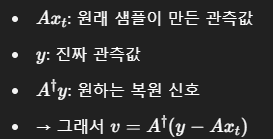 • Ax_t: 원래 샘플이 만든 관측값
• y: 진짜 관측값
• A†y: 원하는 복원 신호
• → 그래서 v = A†(y − Ax_t)